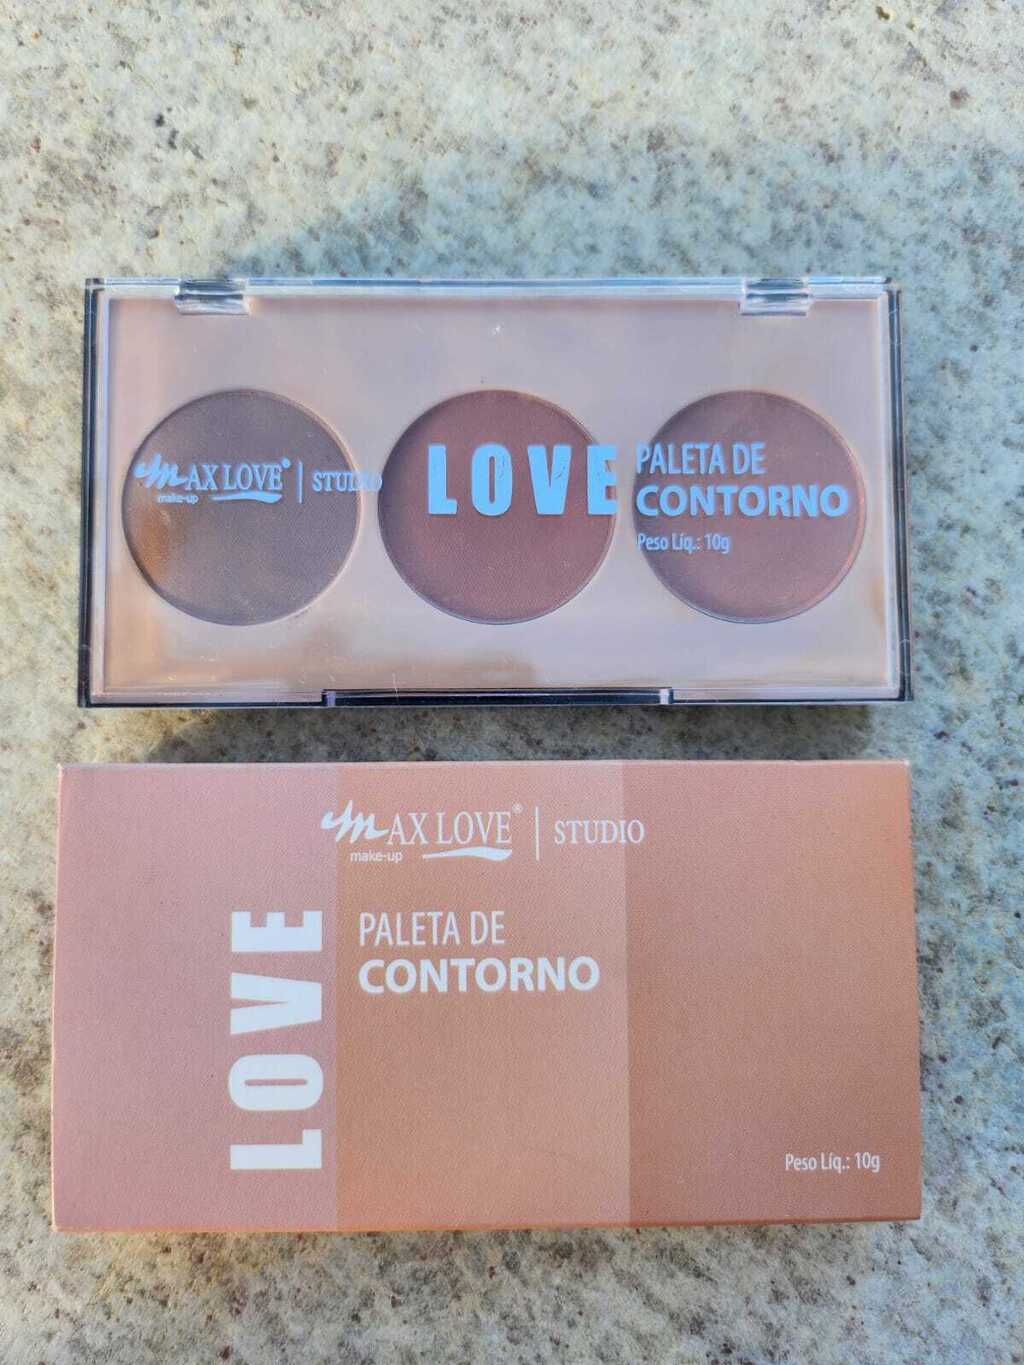 MAX LOVE® | STUDIO
make-up
LOVE
PALETA DE
CONTORNO
Peso Líq.: 10g
MAX LOVE® | STUDIO
make-up
LOVE
PALETA DE
CONTORNO
Peso Líq.: 10g